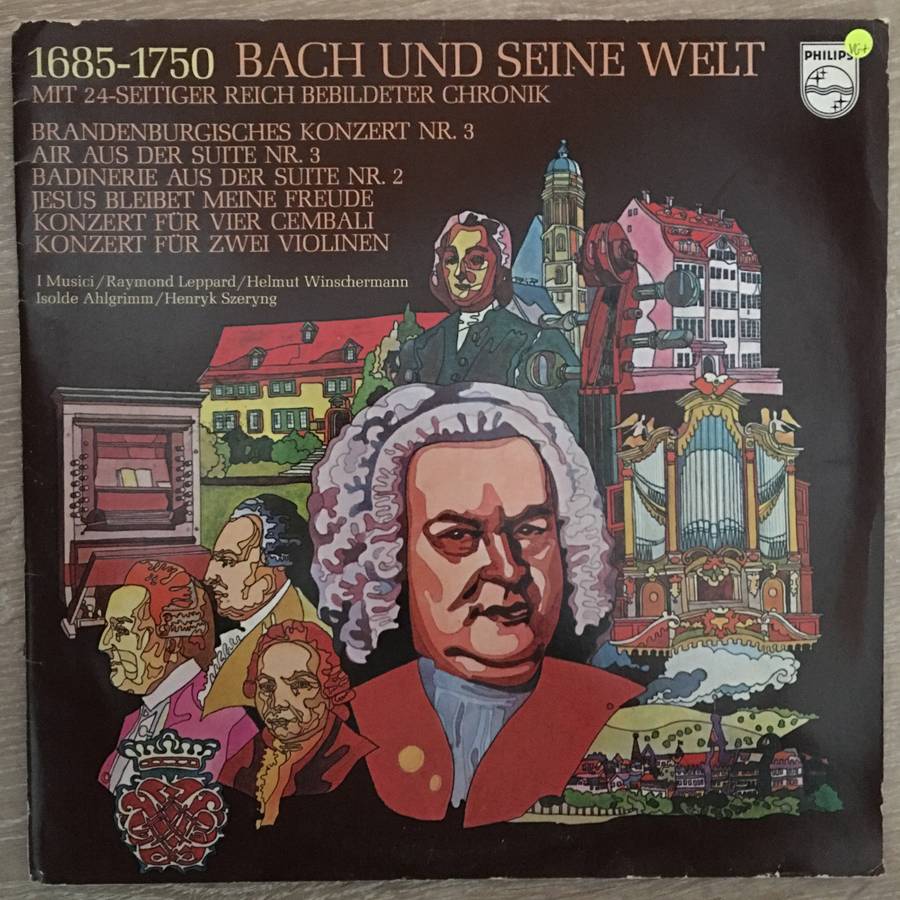 1685-1750 BACH UND SEINE WELT
MIT 24-SEITIGER REICH BEBILDETER CHRONIK
BRANDENBURGISCHES KONZERT NR. 3
AIR AUS DER SUITE NR. 3
BADINERIE AUS DER SUITE NR. 2
JESUS BLEIBET MEINE FREUDE
KONZERT FÜR VIER CEMBALI
KONZERT FÜR ZWEI VIOLINEN
I Musici/Raymond Leppard/Helmut Winschermann
Isolde Ahlgrimm/Henryk Szeryng
PHILIPS
VG+